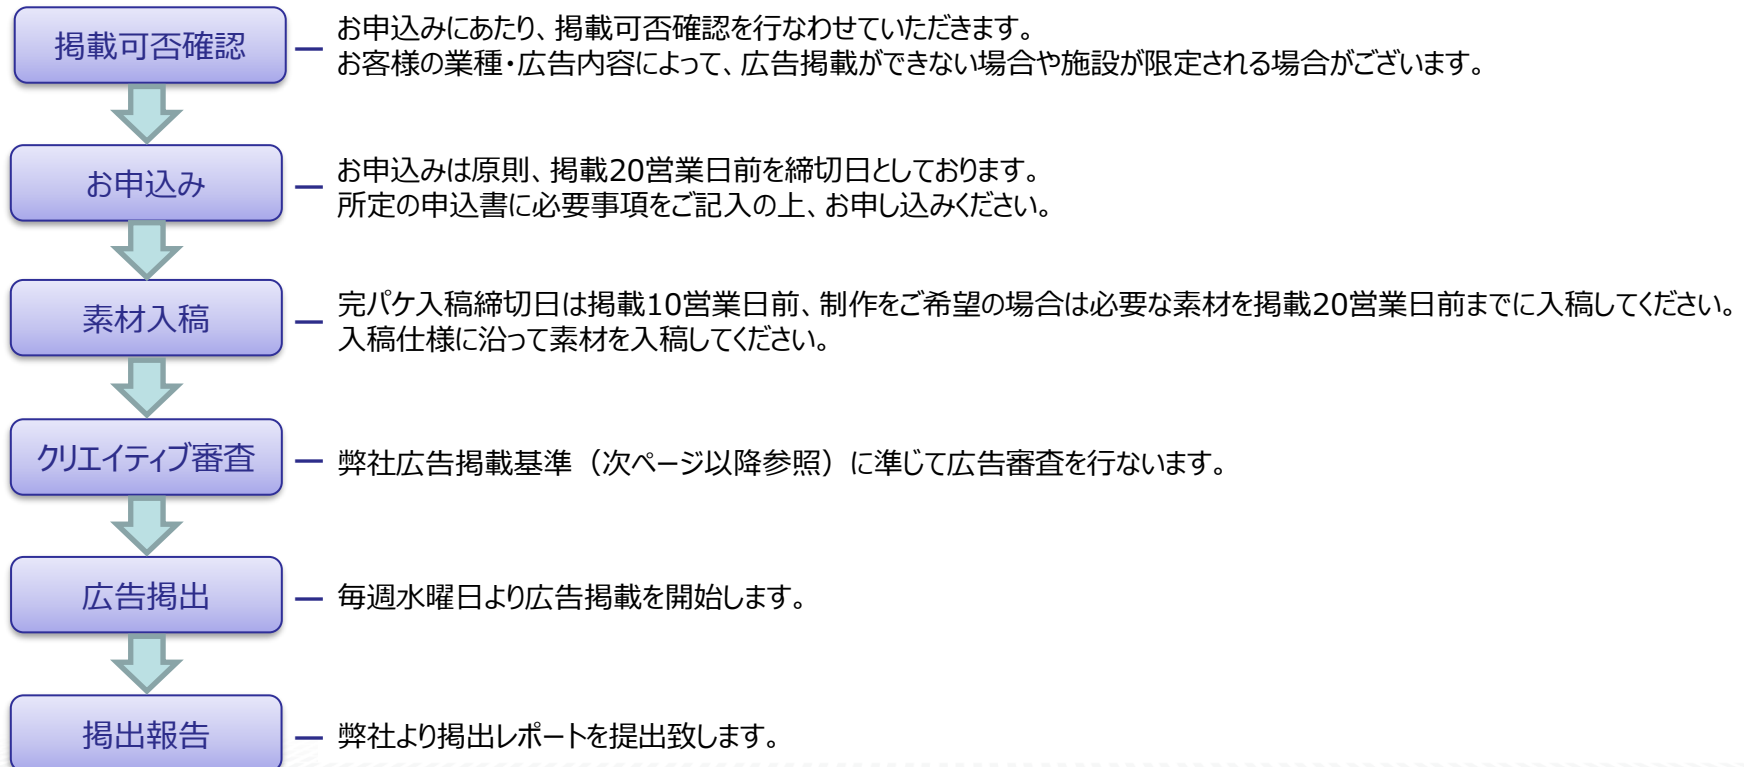 掲載可否確認
お申込みにあたり、掲載可否確認を行なわせていただきます。
お客様の業種・広告内容によって、広告掲載ができない場合や施設が限定される場合がございます。
お申込み
お申込みは原則、掲載20営業日前を締切日としております。
所定の申込書に必要事項をご記入の上、お申し込みください。
素材入稿
完パケ入稿締切日は掲載10営業日前、制作をご希望の場合は必要な素材を掲載20営業日前までに入稿してください。
入稿仕様に沿って素材を入稿してください。
クリエイティブ審査
弊社広告掲載基準（次ページ以降参照）に準じて広告審査を行ないます。
広告掲出
毎週水曜日より広告掲載を開始します。
掲出報告
弊社より掲出レポートを提出致します。